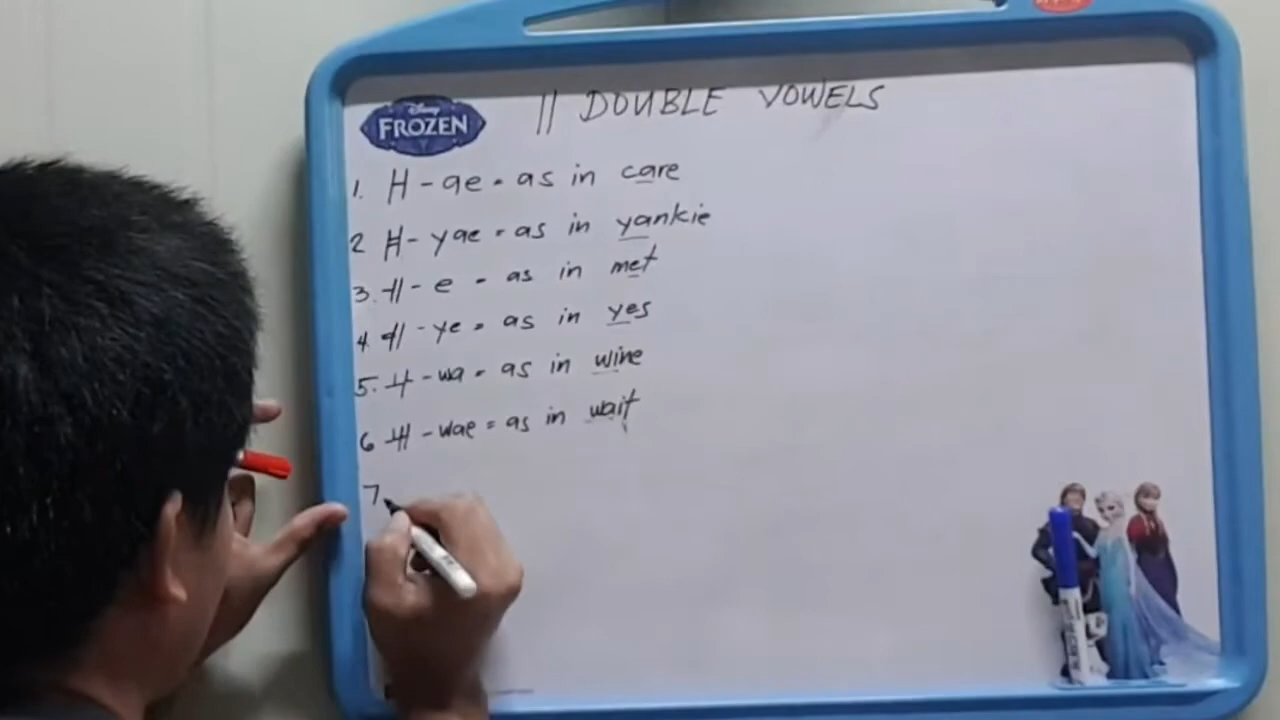 Disney
FROZEN
11 DOUBLE VOWELS
1. ㅐ - ae = as in care
2 ㅒ - yae = as in yankie
3. ㅔ - e = as in met
4 ㅖ - ye = as in yes
5. ㅘ - wa = as in wine
6 ㅙ - wae = as in wait
7.